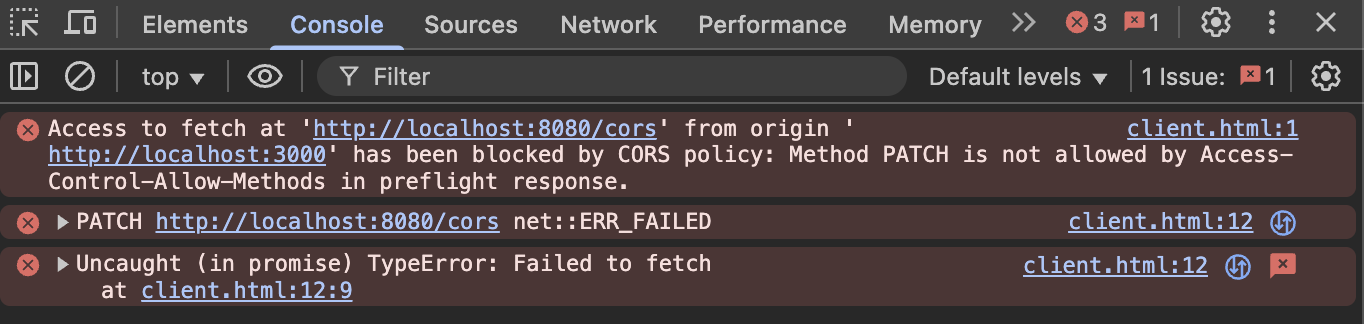 Elements Console Sources Network Performance Memory 3 1
top Filter Default levels 1 Issue: 1
Access to fetch at 'http://localhost:8080/cors' from origin ' client.html:1
http://localhost:3000' has been blocked by CORS policy: Method PATCH is not allowed by Access-
Control-Allow-Methods in preflight response.
PATCH http://localhost:8080/cors net::ERR_FAILED client.html:12
Uncaught (in promise) TypeError: Failed to fetch client.html:12
at client.html:12:9